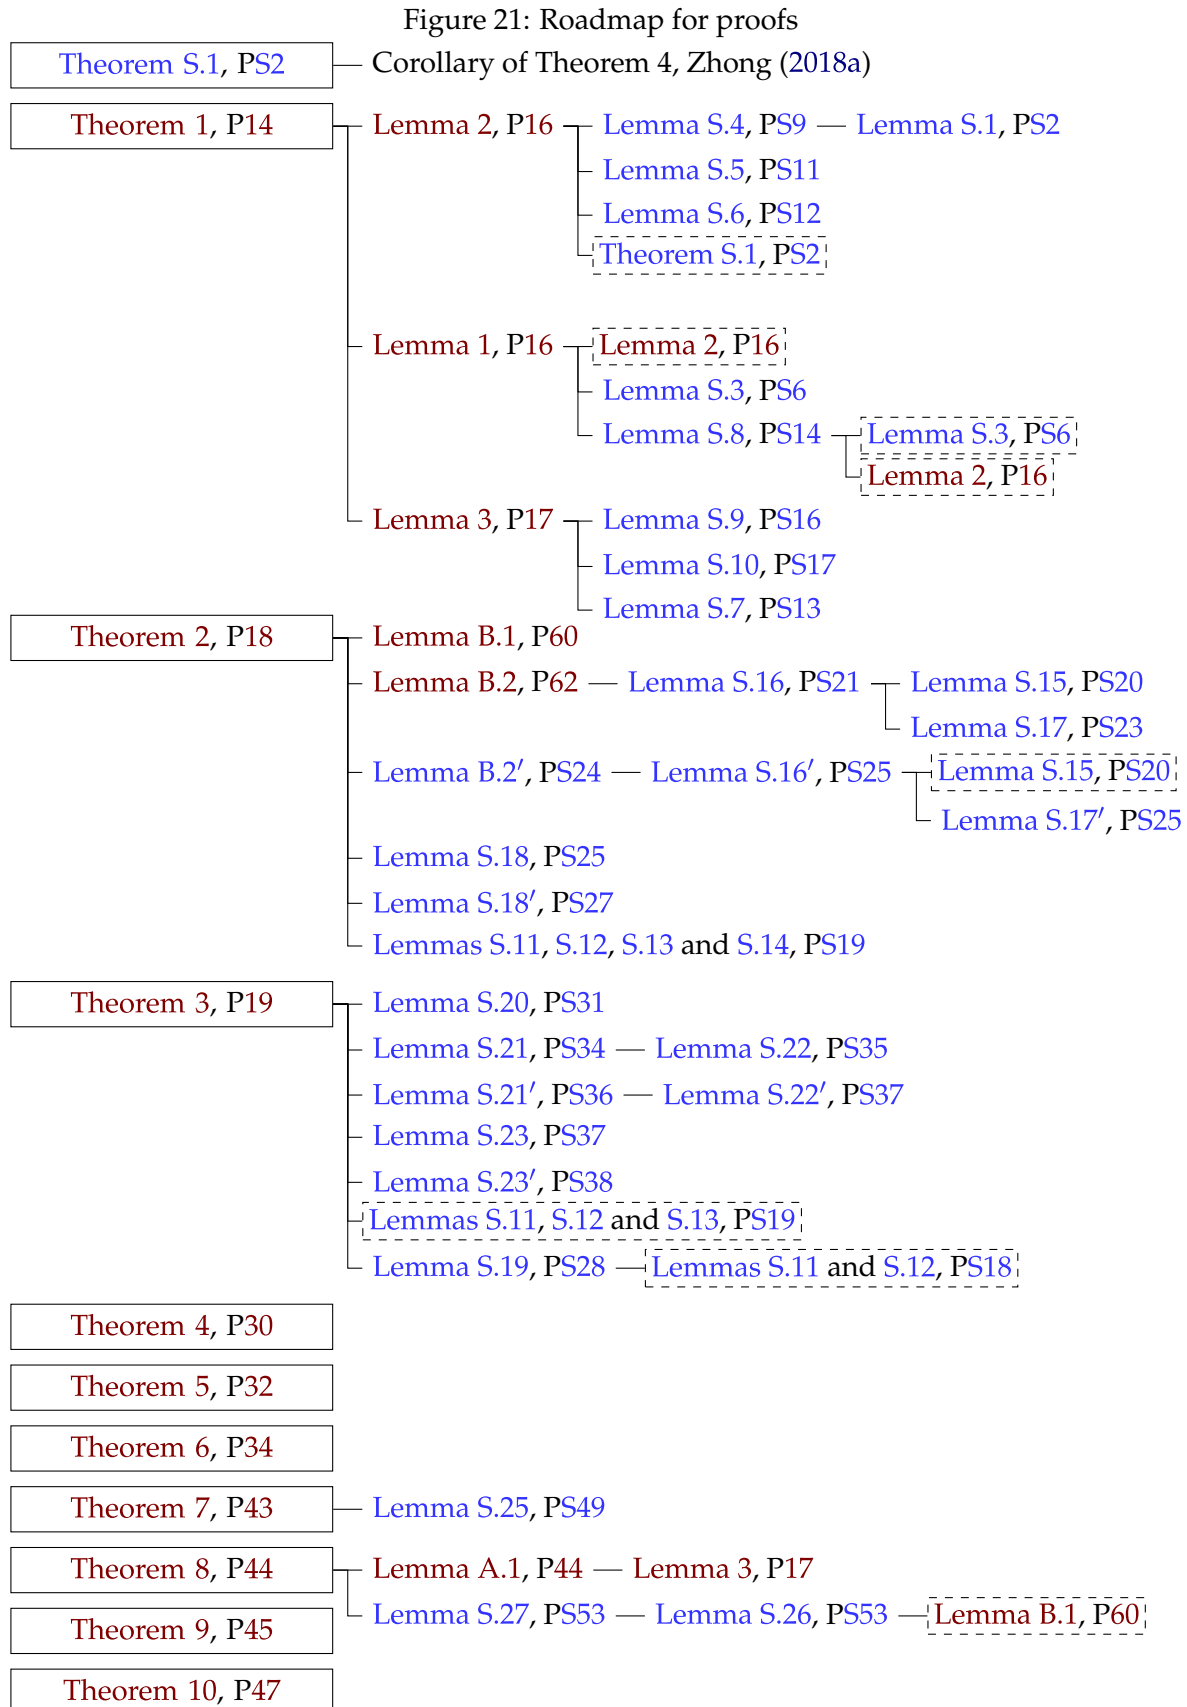 Figure 21: Roadmap for proofs
Theorem S.1, PS2 Corollary of Theorem 4, Zhong (2018a)
Theorem 1, P14 Lemma 2, P16 Lemma S.4, PS9 Lemma S.1, PS2
Lemma S.5, PS11
Lemma S.6, PS12
Theorem S.1, PS2
Lemma 1, P16 Lemma 2, P16
Lemma S.3, PS6
Lemma S.8, PS14 Lemma S.3, PS6
Lemma 2, P16
Lemma 3, P17 Lemma S.9, PS16
Lemma S.10, PS17
Lemma S.7, PS13
Theorem 2, P18 Lemma B.1, P60
Lemma B.2, P62 Lemma S.16, PS21 Lemma S.15, PS20
Lemma S.17, PS23
Lemma B.2′, PS24 Lemma S.16′, PS25 Lemma S.15, PS20
Lemma S.17′, PS25
Lemma S.18, PS25
Lemma S.18′, PS27
Lemmas S.11, S.12, S.13 and S.14, PS19
Theorem 3, P19 Lemma S.20, PS31
Lemma S.21, PS34 Lemma S.22, PS35
Lemma S.21′, PS36 Lemma S.22′, PS37
Lemma S.23, PS37
Lemma S.23′, PS38
Lemmas S.11, S.12 and S.13, PS19
Lemma S.19, PS28 Lemmas S.11 and S.12, PS18
Theorem 4, P30
Theorem 5, P32
Theorem 6, P34
Theorem 7, P43 Lemma S.25, PS49
Theorem 8, P44 Lemma A.1, P44 Lemma 3, P17
Lemma S.27, PS53 Lemma S.26, PS53 Lemma B.1, P60
Theorem 9, P45
Theorem 10, P47